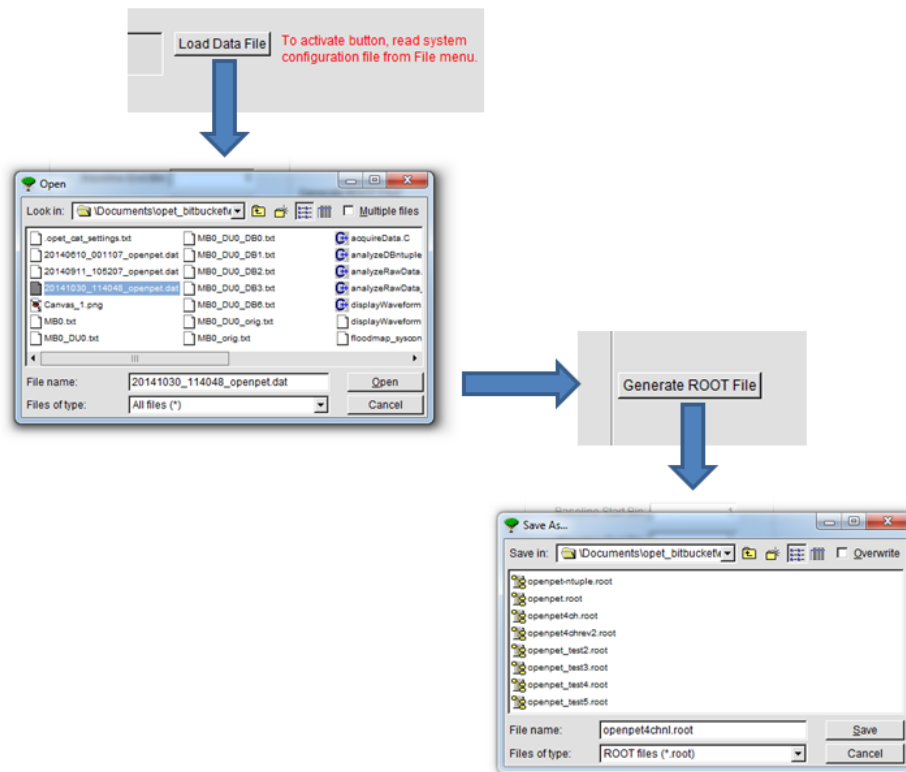 Load Data File
To activate button, read system
configuration file from File menu.
Open
Look in:
\Documents\opet_bitbucket\
Multiple files
.opet_cat_settings.txt
20140610_001107_openpet.dat
20140911_105207_openpet.dat
20141030_114048_openpet.dat
Canvas_1.png
MB0.txt
MB0_DU0.txt
MB0_DU0_DB0.txt
MB0_DU0_DB1.txt
MB0_DU0_DB2.txt
MB0_DU0_DB3.txt
MB0_DU0_DB6.txt
MB0_DU0_orig.txt
MB0_orig.txt
acquireData.C
analyzeDBntuple
analyzeRawData.
analyzeRawData_
displayWaveform
displayWaveform
floodmap_syscon
File name:
20141030_114048_openpet.dat
Open
Files of type:
All files (*)
Cancel
Generate ROOT File
Baseline Start Bin:
1
Save As...
Save in:
\Documents\opet_bitbucket\
Overwrite
openpet-ntuple.root
openpet.root
openpet4ch.root
openpet4chrev2.root
openpet_test2.root
openpet_test3.root
openpet_test4.root
openpet_test5.root
File name:
openpet4chnl.root
Save
Files of type:
ROOT files (*.root)
Cancel